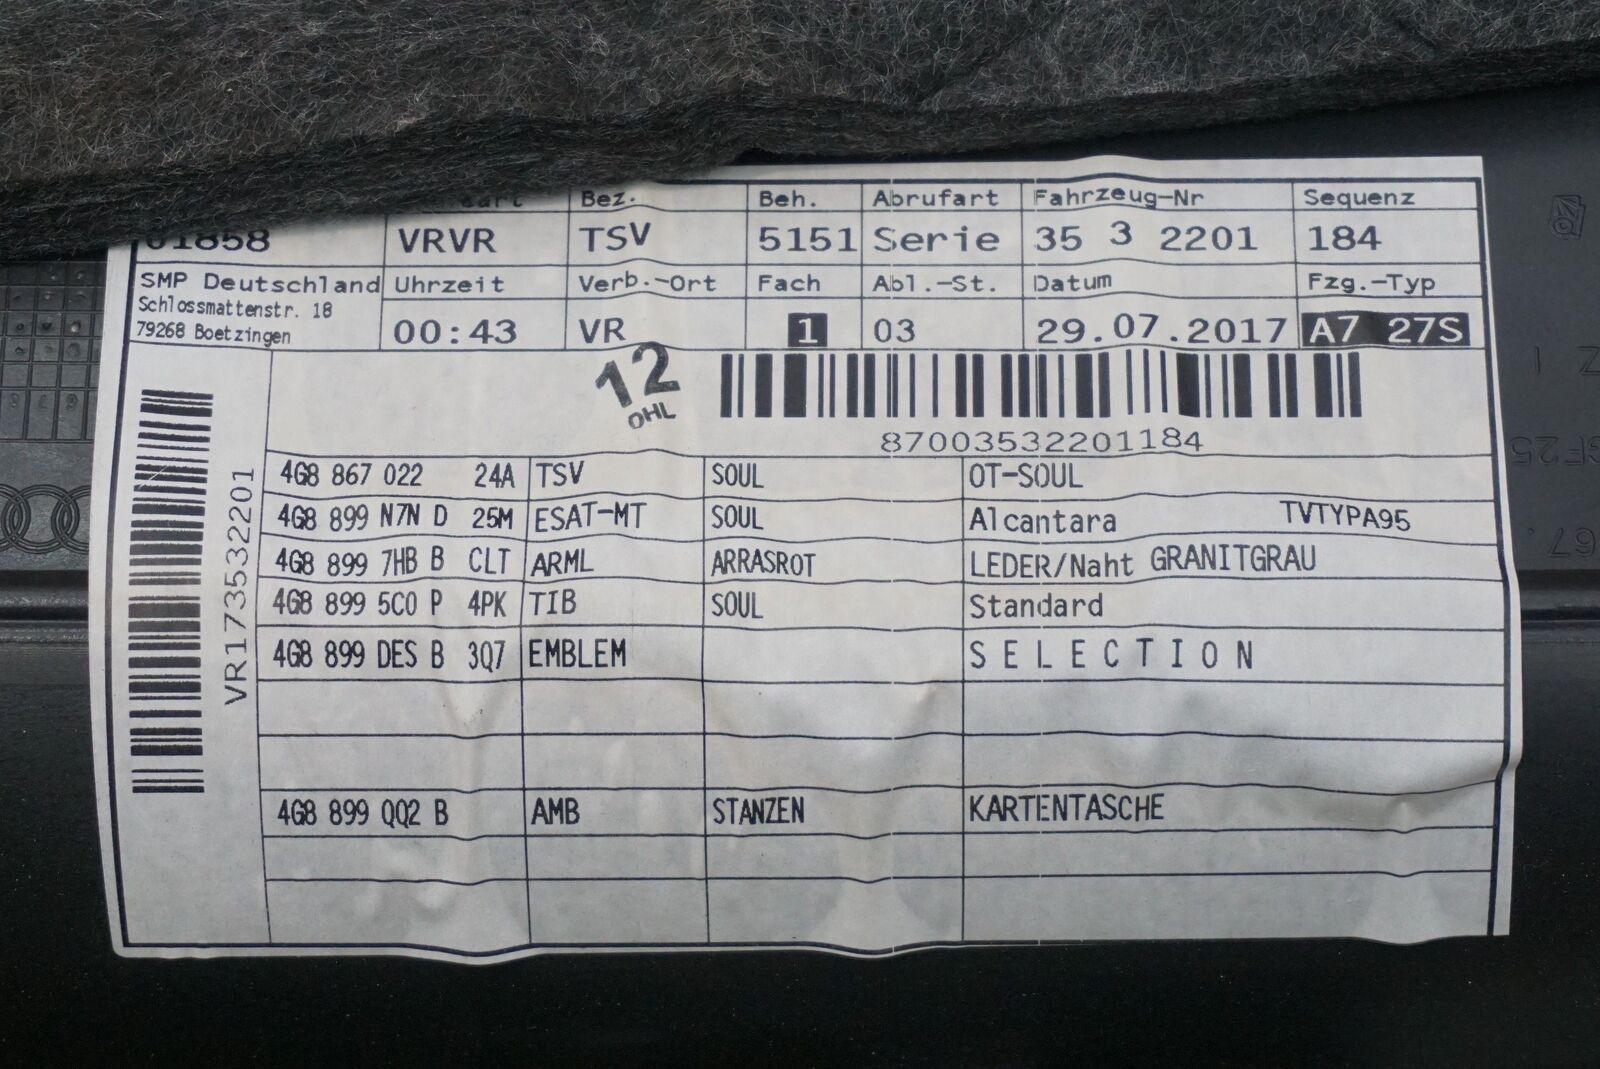 Bez. Beh. Abrufart Fahrzeug-Nr Sequenz
01858 VRVR TSV 5151 Serie 35 3 2201 184
SMP Deutschland Uhrzeit Verb.-Ort Fach Abl.-St. Datum Fzg.-Typ
Schlossmattenstr. 18
79268 Boetzingen 00:43 VR 1 03 29.07.2017 A7 27S
12
OHL
87003532201184
VR173532201
4G8 867 022 24A TSV SOUL OT-SOUL
4G8 899 N7N D 25M ESAT-MT SOUL Alcantara TVTYPA95
4G8 899 7HB B CLT ARML ARRASROT LEDER/Naht GRANITGRAU
4G8 899 5C0 P 4PK TIB SOUL Standard
4G8 899 DES B 3Q7 EMBLEM SELECTION
4G8 899 QQ2 B AMB STANZEN KARTENTASCHE